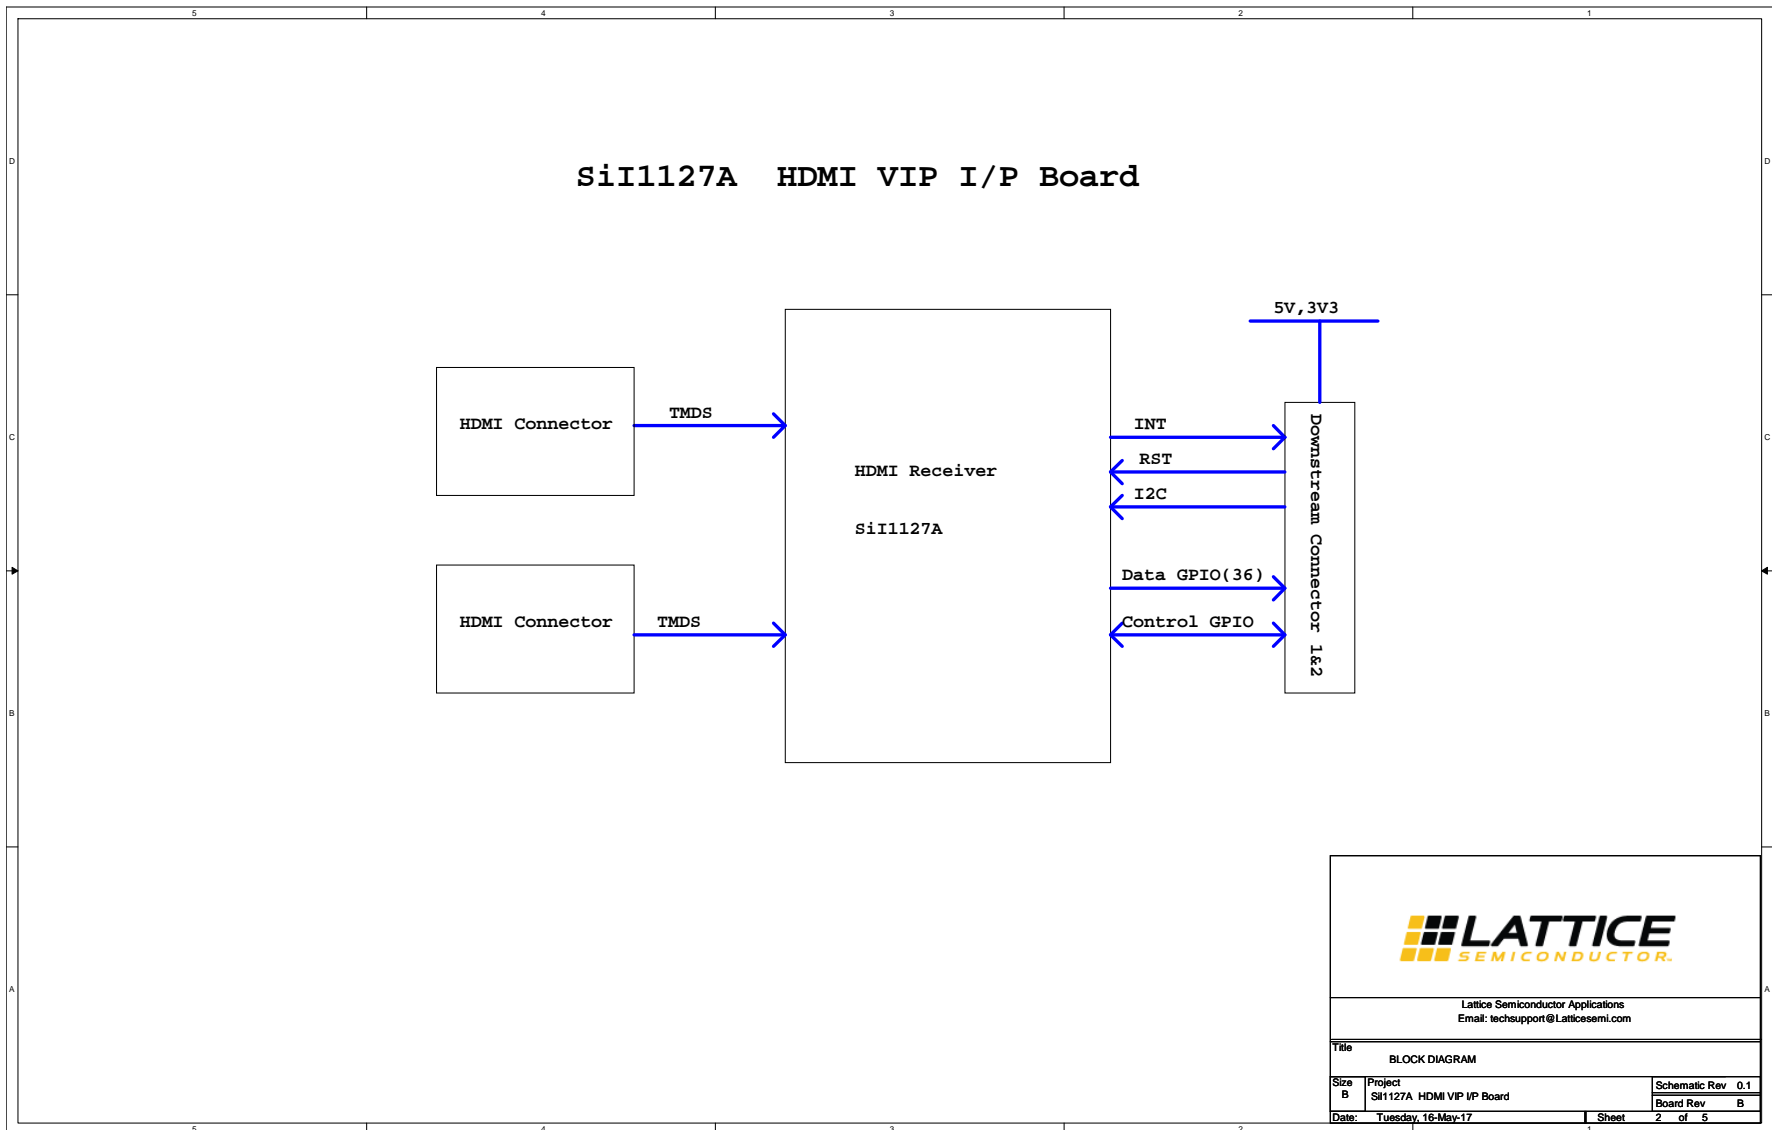 5 4 3 2 1
D D
SiI1127A HDMI VIP I/P Board
5V,3V3
HDMI Connector
TMDS
HDMI Receiver
SiI1127A
INT
RST
I2C
Data GPIO(36)
Control GPIO
Downstream Connector 1&2
C C
HDMI Connector
TMDS
B B
A A
LATTICE
SEMICONDUCTOR™
Lattice Semiconductor Applications
Email: techsupport@Latticesemi.com
Title
BLOCK DIAGRAM
Size
B
Project
SiI1127A HDMI VIP I/P Board
Schematic Rev 0.1
Board Rev B
Date: Tuesday, 16-May-17
Sheet 2 of 5
5 4 3 2 1